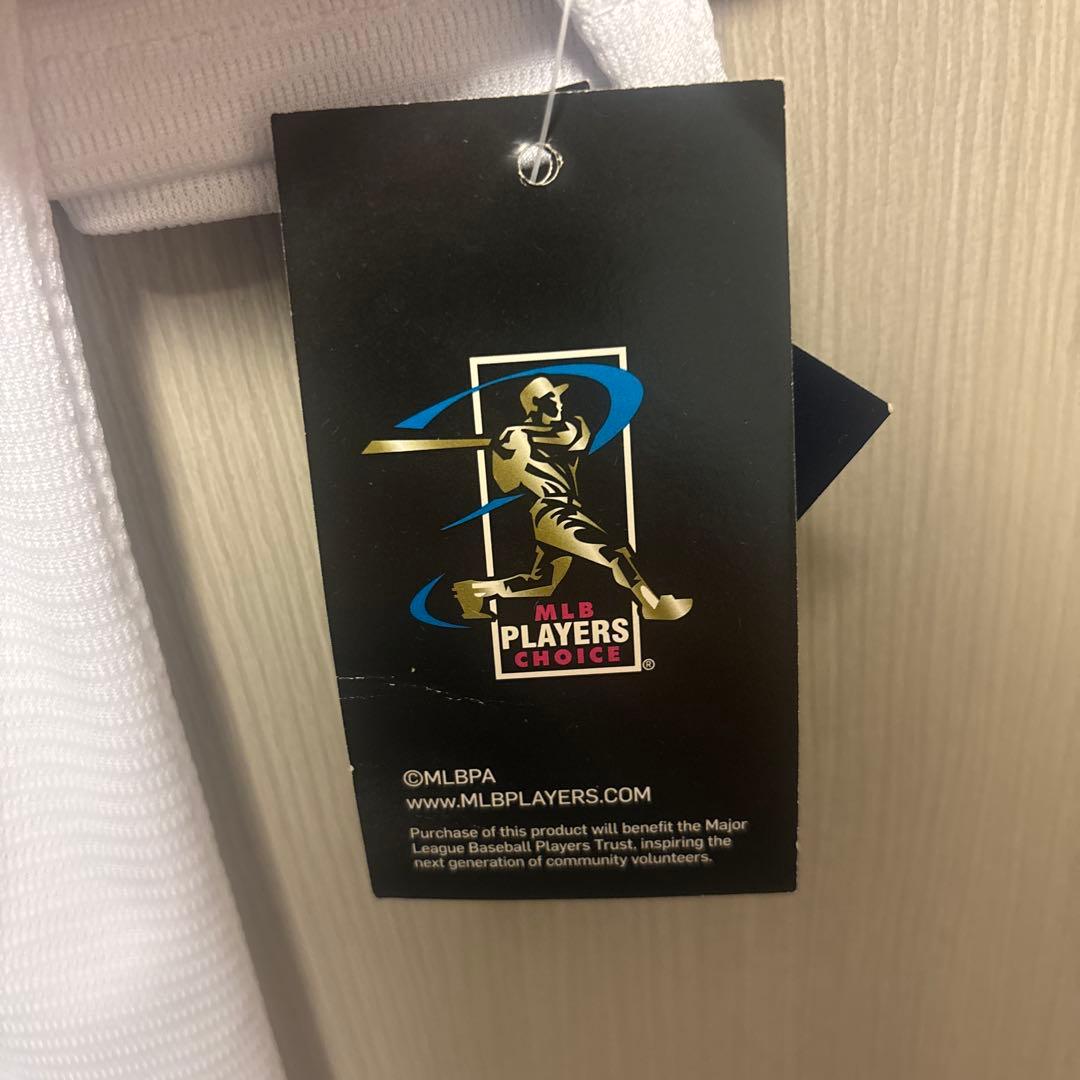 MLB
PLAYERS
CHOICE
®
©MLBPA
www.MLBPLAYERS.COM
Purchase of this product will benefit the Major
League Baseball Players Trust, inspiring the
next generation of community volunteers.